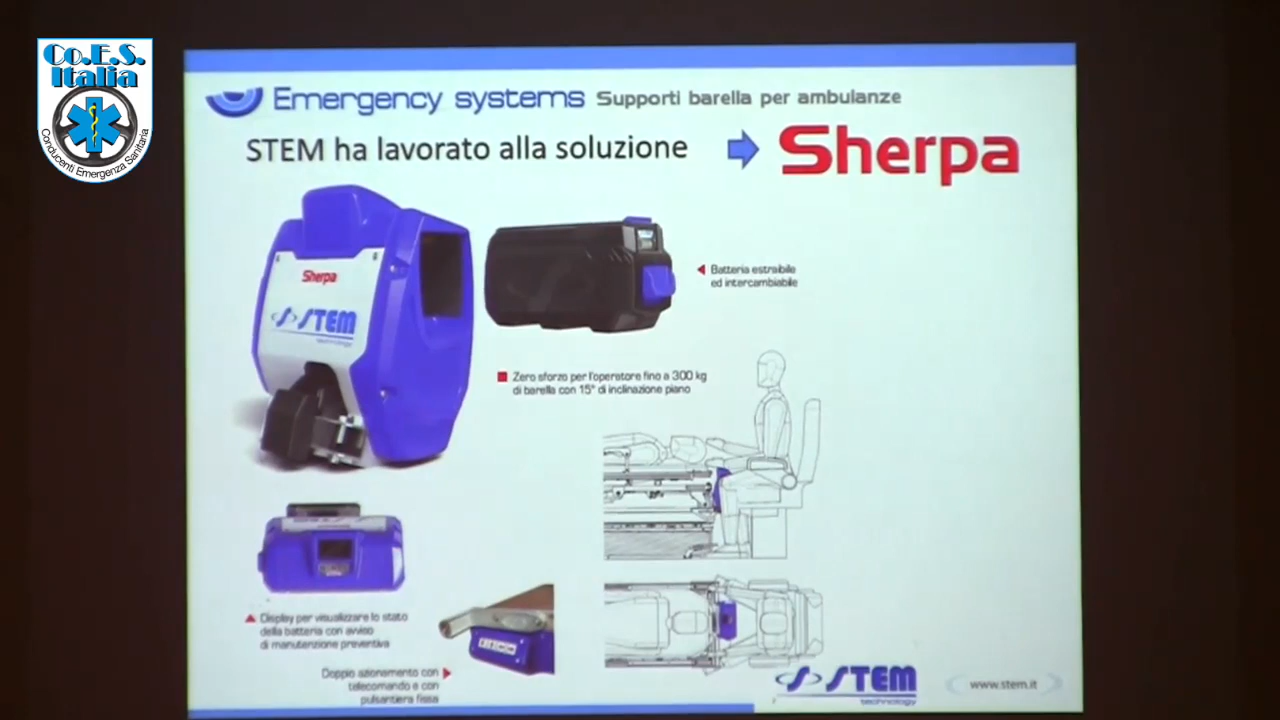 Co.E.S.
Italia
Conducenti Emergenza Sanitaria
Emergency systems Supporti barella per ambulanze
STEM ha lavorato alla soluzione
Sherpa
Sherpa
STEM
technology
Batteria estraibile
ed intercambiabile
Zero sforzo per l'operatore fino a 300 kg
di barella con 15° di inclinazione piano
Display per visualizzare lo stato
della batteria con avviso
di manutenzione preventiva
Doppio azionamento con
telecomando e con
pulsantiera fissa
STEM
technology
www.stem.it